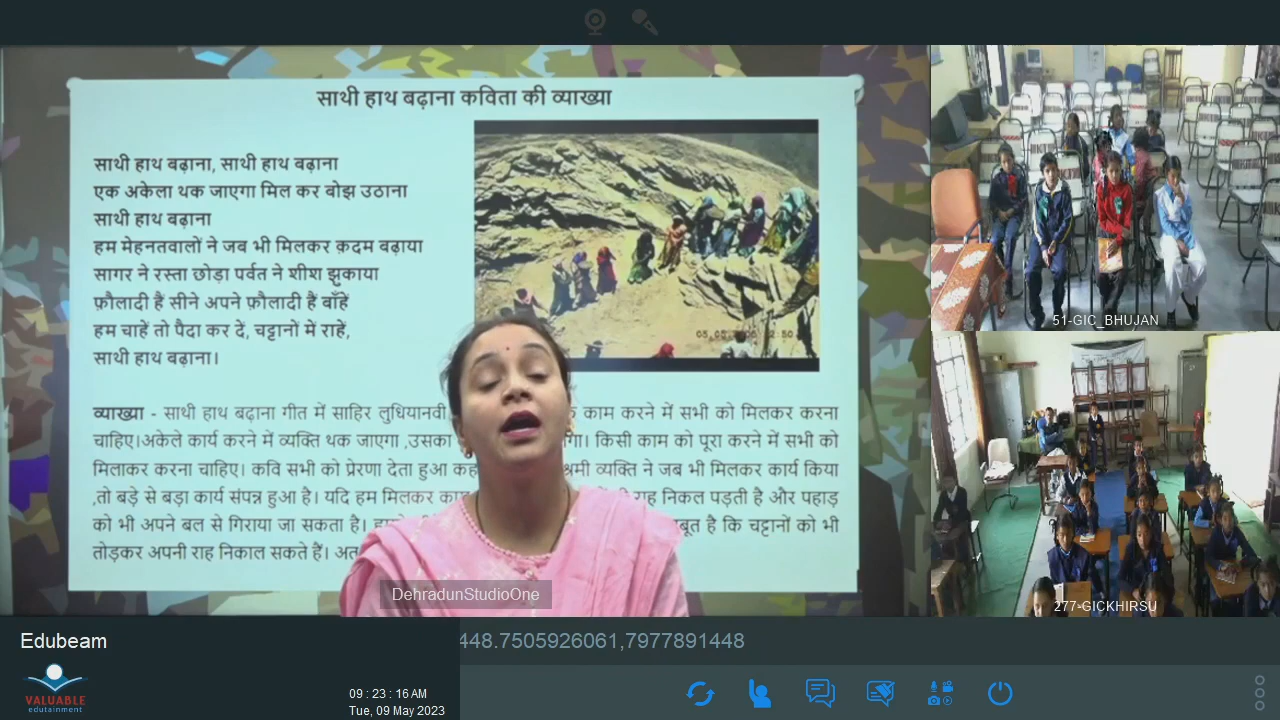 साथी हाथ बढ़ाना कविता की व्याख्या
साथी हाथ बढ़ाना, साथी हाथ बढ़ाना
एक अकेला थक जाएगा मिल कर बोझ उठाना
साथी हाथ बढ़ाना
हम मेहनतवालों ने जब भी मिलकर क़दम बढ़ाया
सागर ने रस्ता छोड़ा पर्वत ने शीश झुकाया
फ़ौलादी हैं सीने अपने फ़ौलादी हैं बाँहें
हम चाहें तो पैदा कर दें, चट्टानों में राहें,
साथी हाथ बढ़ाना।
व्याख्या - साथी हाथ बढ़ाना गीत में साहिर लुधियानवी काम करने में सभी को मिलकर करना
चाहिए।अकेले कार्य करने में व्यक्ति थक जाएगा ,उसका किसी काम को पूरा करने में सभी को
मिलाकर करना चाहिए। कवि सभी को प्रेरणा देता हुआ व्यक्ति ने जब भी मिलकर कार्य किया
,तो बड़े से बड़ा कार्य संपन्न हुआ है। यदि हम मिलकर राह निकल पड़ती है और पहाड़
को भी अपने बल से गिराया जा सकता है। है कि चट्टानों को भी
तोड़कर अपनी राह निकाल सकते हैं।
DehradunStudioOne
51-GIC_BHUJAN
277-GICKHIRSU
Edubeam
448.7505926061,7977891448
VALUABLE
edutainment
09 : 23 : 16 AM
Tue, 09 May 2023